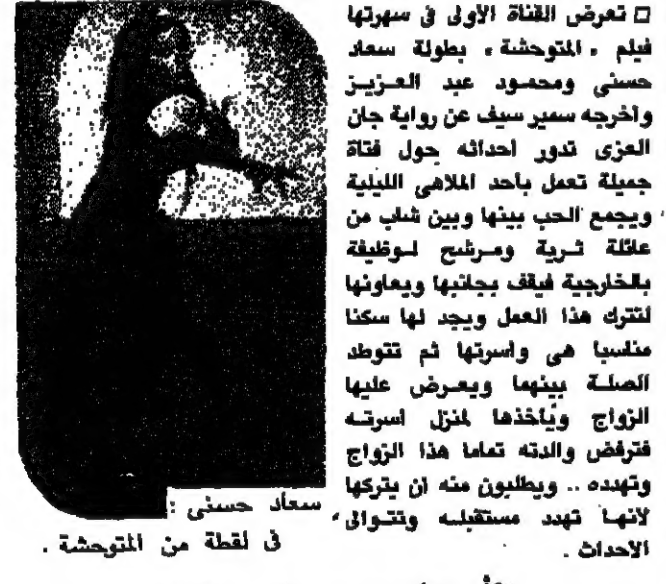 □ تعرض القناة الأولى في سهرتها
فيلم « المتوحشة » بطولة سعاد
حسنى ومحمود عبد العزيز
واخرجه سمير سيف عن رواية جان
العزى تدور احداثه حول فتاة
جميلة تعمل بأحد الملاهى الليلية
ويجمع الحب بينها وبين شاب من
عائلة ثرية ومرشح لوظيفة
بالخارجية فيقف بجانبها ويعاونها
لتترك هذا العمل ويجد لها سكنا
مناسبا هى واسرتها ثم تتوطد
الصلة بينهما ويعرض عليها
الزواج ويأخذها لمنزل اسرته
فترفض والدته تماما هذا الزواج
وتهدده .. ويطلبون منه ان يتركها
لانها تهدد مستقبله وتتوالى
الاحداث .
سعاد حسنى :
فى لقطة من المتوحشة .